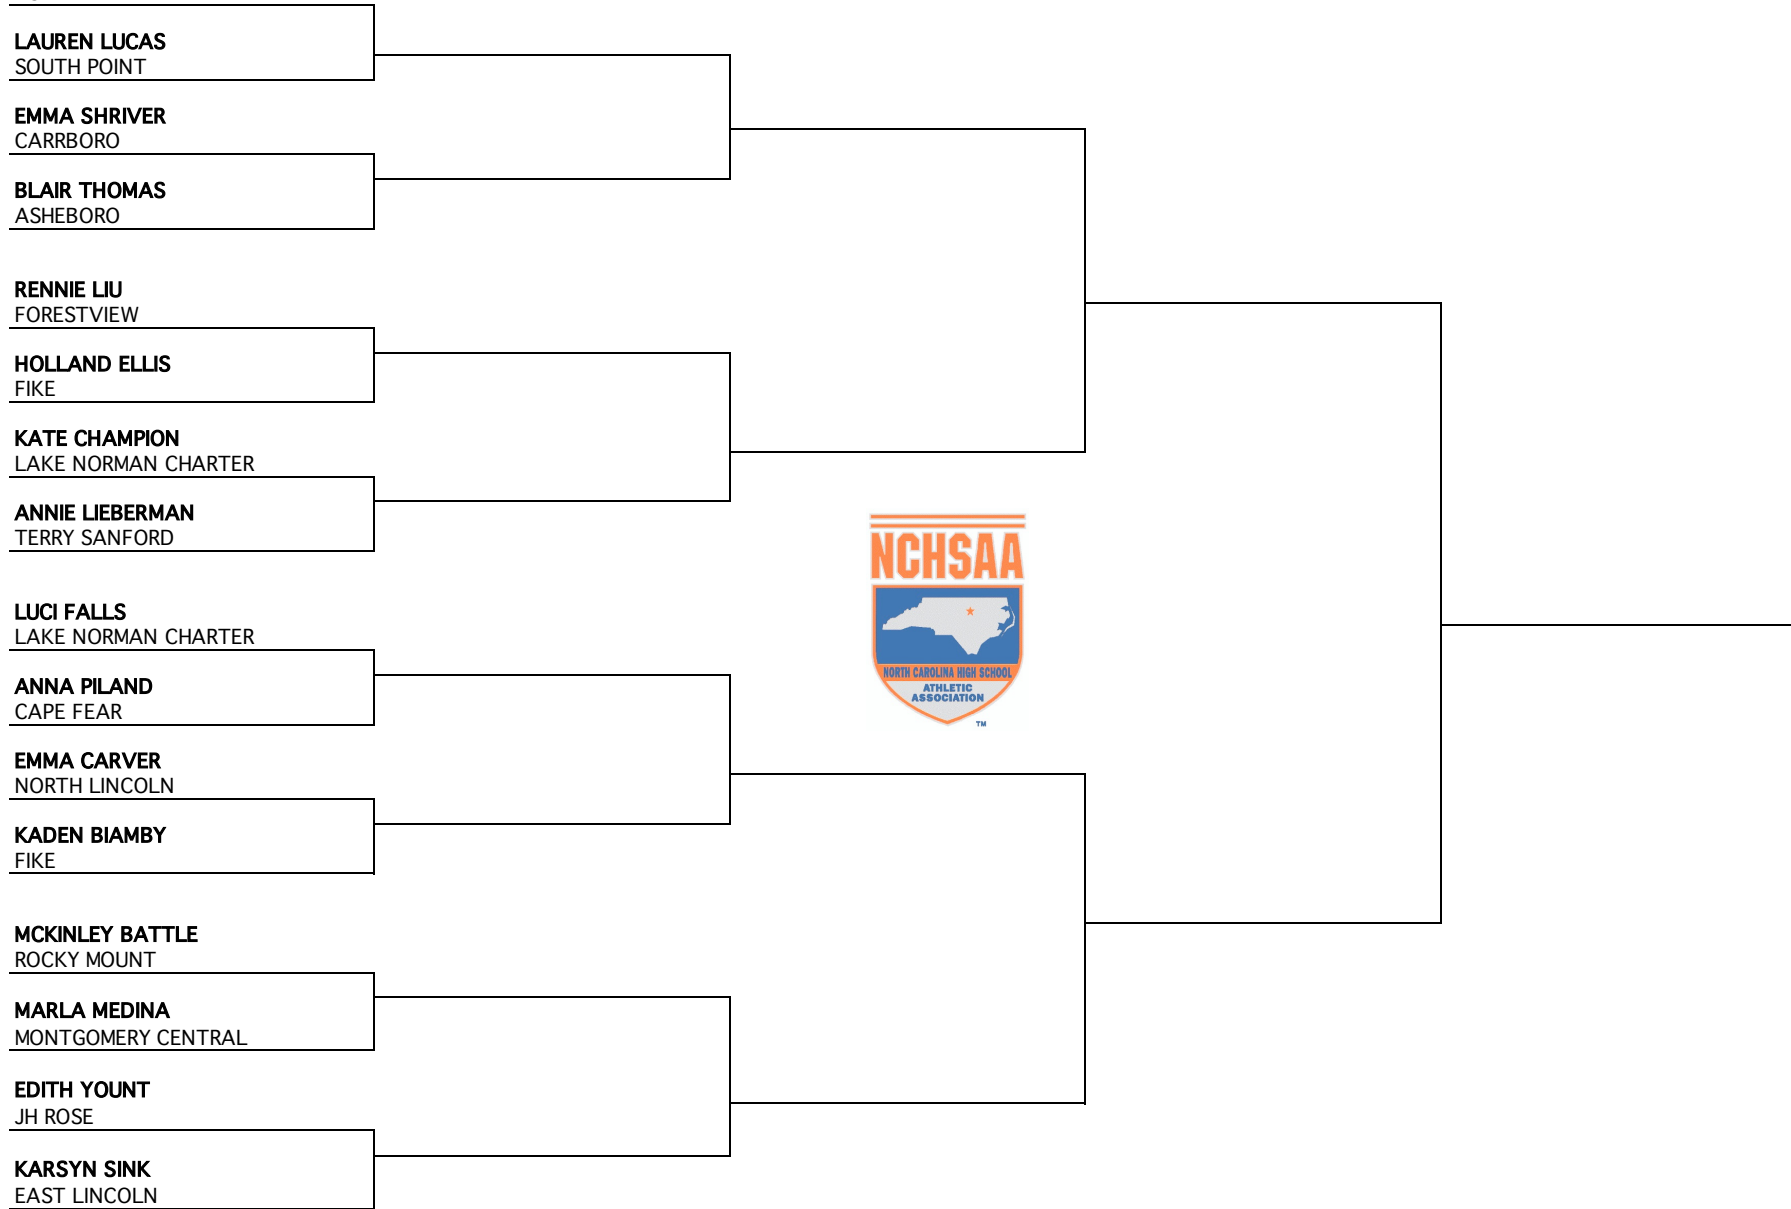 LAUREN LUCAS
SOUTH POINT
EMMA SHRIVER
CARRBORO
BLAIR THOMAS
ASHEBORO
RENNIE LIU
FORESTVIEW
HOLLAND ELLIS
FIKE
KATE CHAMPION
LAKE NORMAN CHARTER
ANNIE LIEBERMAN
TERRY SANFORD
LUCI FALLS
LAKE NORMAN CHARTER
ANNA PILAND
CAPE FEAR
EMMA CARVER
NORTH LINCOLN
KADEN BIAMBY
FIKE
MCKINLEY BATTLE
ROCKY MOUNT
MARLA MEDINA
MONTGOMERY CENTRAL
EDITH YOUNT
JH ROSE
KARSYN SINK
EAST LINCOLN
NCHSAA
NORTH CAROLINA HIGH SCHOOL
ATHLETIC
ASSOCIATION
TM